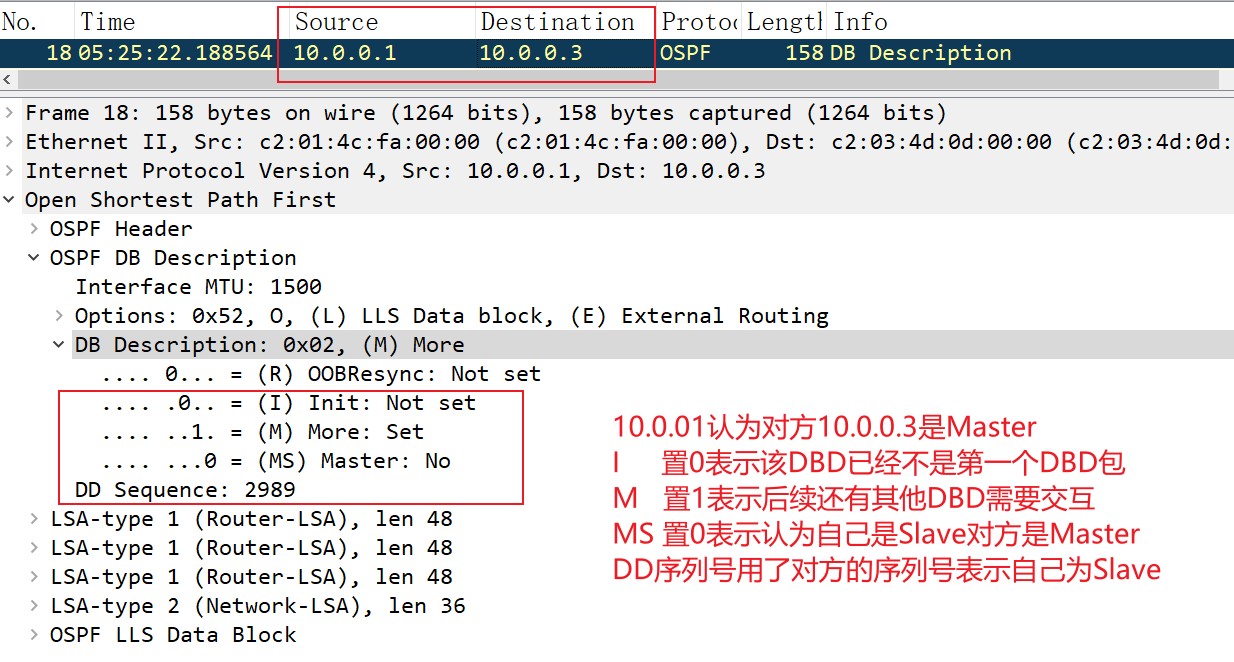 No. Time Source Destination Protoc Length Info
18 05:25:22.188564 10.0.0.1 10.0.0.3 OSPF 158 DB Description
Frame 18: 158 bytes on wire (1264 bits), 158 bytes captured (1264 bits)
Ethernet II, Src: c2:01:4c:fa:00:00 (c2:01:4c:fa:00:00), Dst: c2:03:4d:0d:00:00 (c2:03:4d:0d:
Internet Protocol Version 4, Src: 10.0.0.1, Dst: 10.0.0.3
Open Shortest Path First
OSPF Header
OSPF DB Description
Interface MTU: 1500
Options: 0x52, O, (L) LLS Data block, (E) External Routing
DB Description: 0x02, (M) More
.... 0... = (R) OOBResync: Not set
.... .0.. = (I) Init: Not set
.... ..1. = (M) More: Set
.... ...0 = (MS) Master: No
DD Sequence: 2989
LSA-type 1 (Router-LSA), len 48
LSA-type 1 (Router-LSA), len 48
LSA-type 1 (Router-LSA), len 48
LSA-type 2 (Network-LSA), len 36
OSPF LLS Data Block
10.0.01认为对方10.0.0.3是Master
I 置0表示该DBD已经不是第一个DBD包
M 置1表示后续还有其他DBD需要交互
MS 置0表示认为自己是Slave对方是Master
DD序列号用了对方的序列号表示自己为Slave